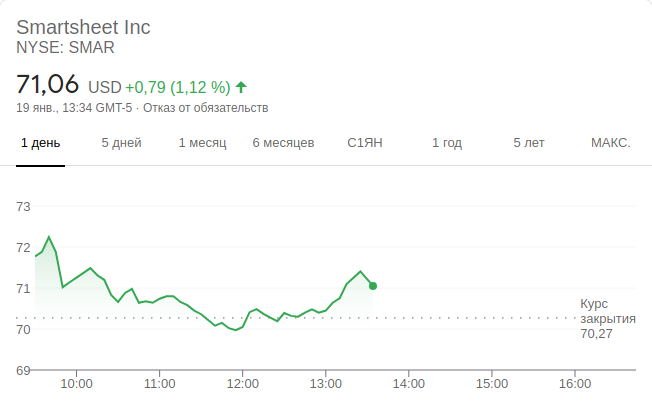 Smartsheet Inc
NYSE: SMAR
71,06 USD +0,79 (1,12 %)
19 янв., 13:34 GMT-5 · Отказ от обязательств
1 день 5 дней 1 месяц 6 месяцев С1ЯН 1 год 5 лет МАКС.
73
72
71
Курс
закрытия
70,27
70
69
10:00 11:00 12:00 13:00 14:00 15:00 16:00